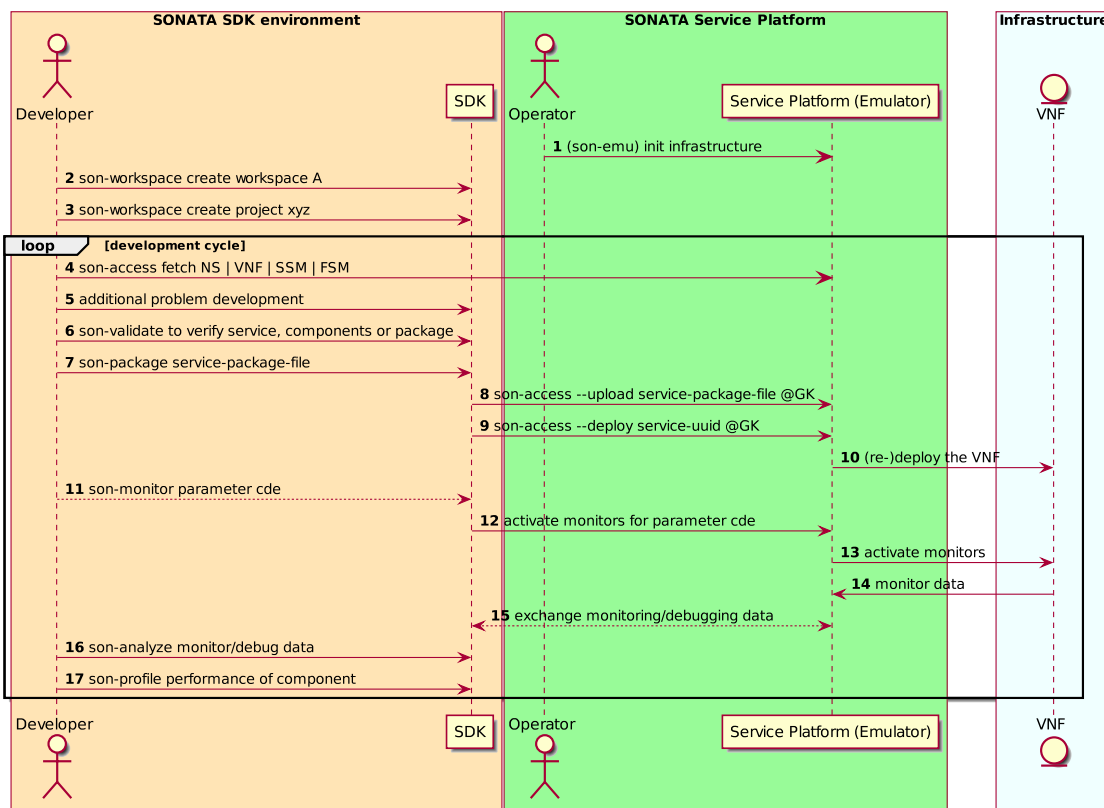 SONATA SDK environment
SONATA Service Platform
Infrastructure
Developer
SDK
Operator
Service Platform (Emulator)
VNF
1 (son-emu) init infrastructure
2 son-workspace create workspace A
3 son-workspace create project xyz
loop [development cycle]
4 son-access fetch NS | VNF | SSM | FSM
5 additional problem development
6 son-validate to verify service, components or package
7 son-package service-package-file
8 son-access --upload service-package-file @GK
9 son-access --deploy service-uuid @GK
10 (re-)deploy the VNF
11 son-monitor parameter cde
12 activate monitors for parameter cde
13 activate monitors
14 monitor data
15 exchange monitoring/debugging data
16 son-analyze monitor/debug data
17 son-profile performance of component
Developer
SDK
Operator
Service Platform (Emulator)
VNF